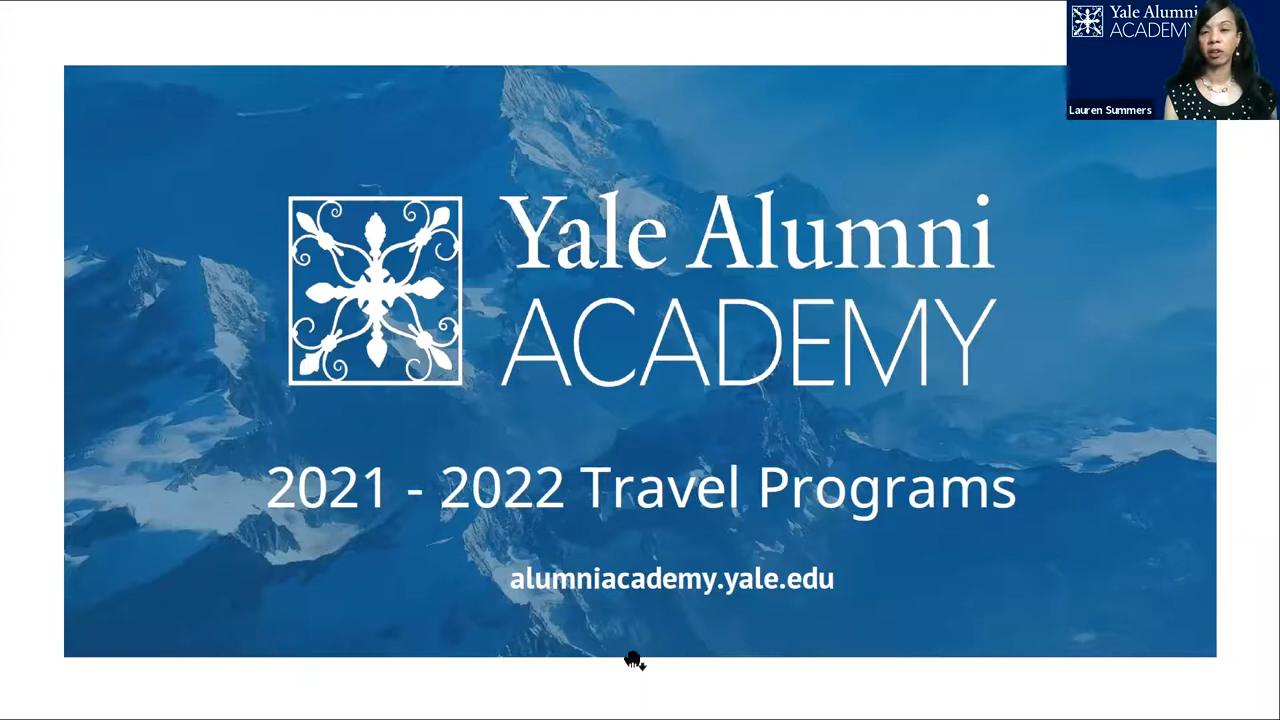 Yale Alumni
ACADEMY
Lauren Summers
Yale Alumni
ACADEMY
2021 - 2022 Travel Programs
alumniacademy.yale.edu